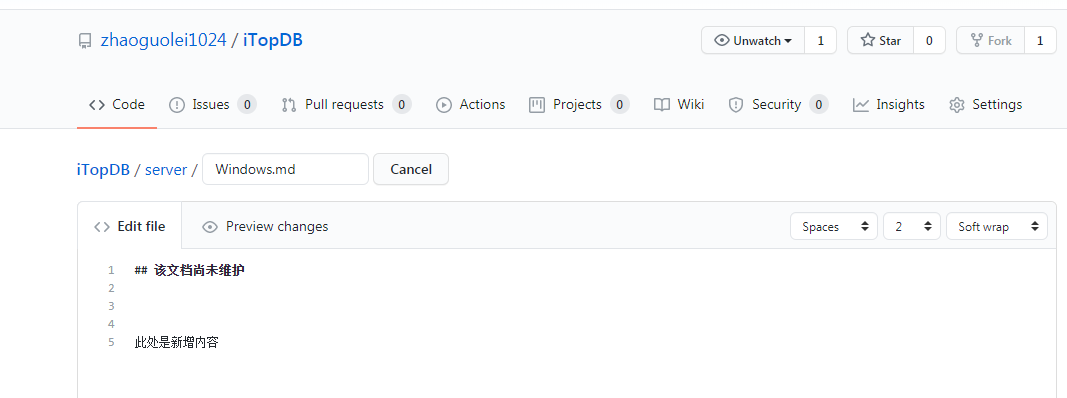 zhaoguolei1024 / iTopDB
Unwatch 1 Star 0 Fork 1
Code Issues 0 Pull requests 0 Actions Projects 0 Wiki Security 0 Insights Settings
iTopDB / server / Windows.md Cancel
Edit file Preview changes Spaces 2 Soft wrap
1 ## 该文档尚未维护
2
3
4
5 此处是新增内容